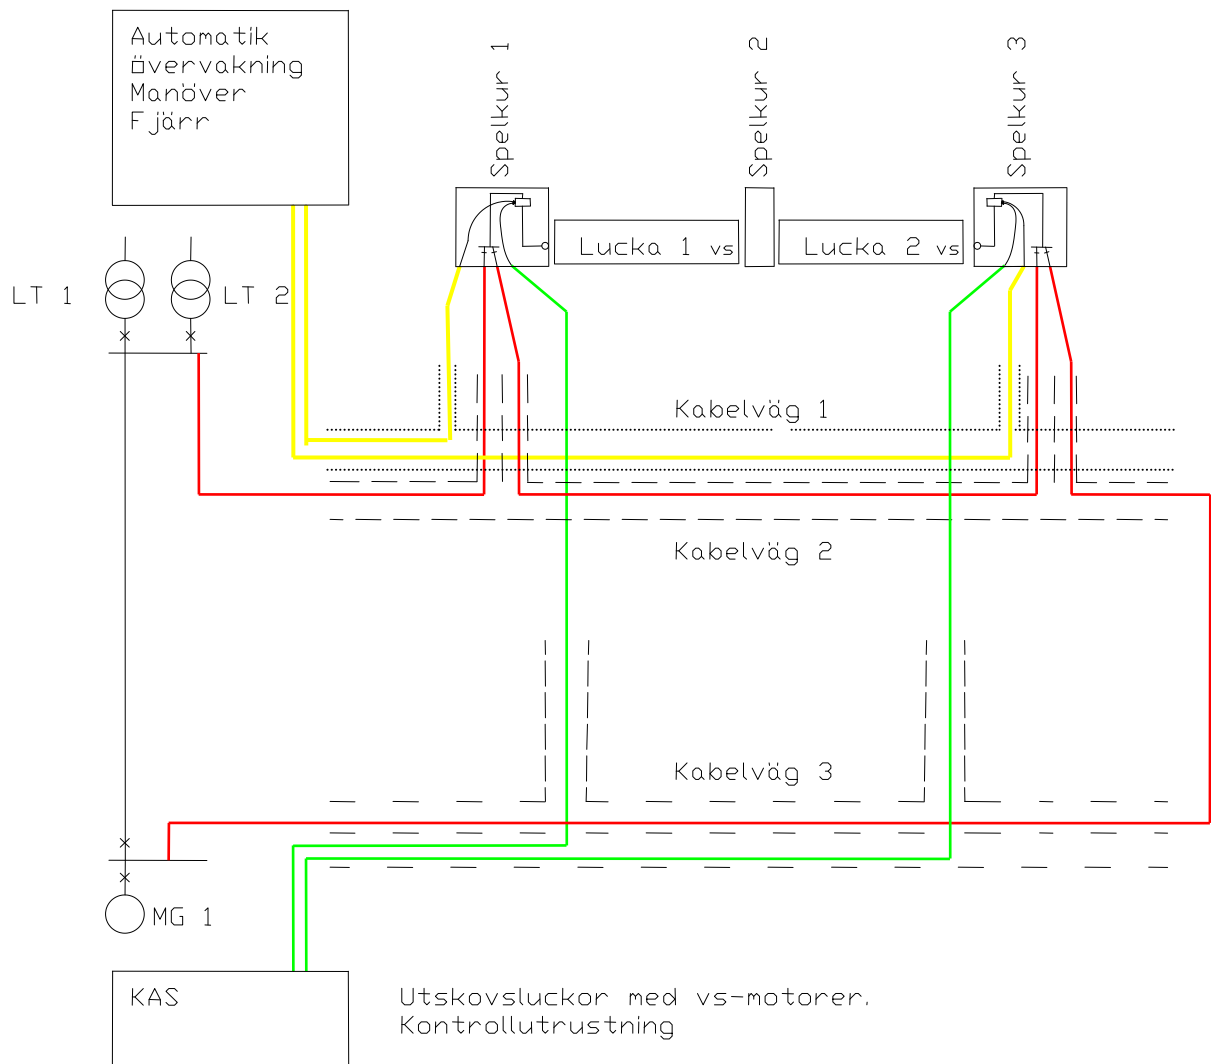 Automatik
övervakning
Manöver
Fjärr
Spelkur 1
Spelkur 2
Spelkur 3
Lucka 1 vs
Lucka 2 vs
LT 1
LT 2
Kabelväg 1
Kabelväg 2
Kabelväg 3
MG 1
KAS
Utskovsluckor med vs-motorer.
Kontrollutrustning